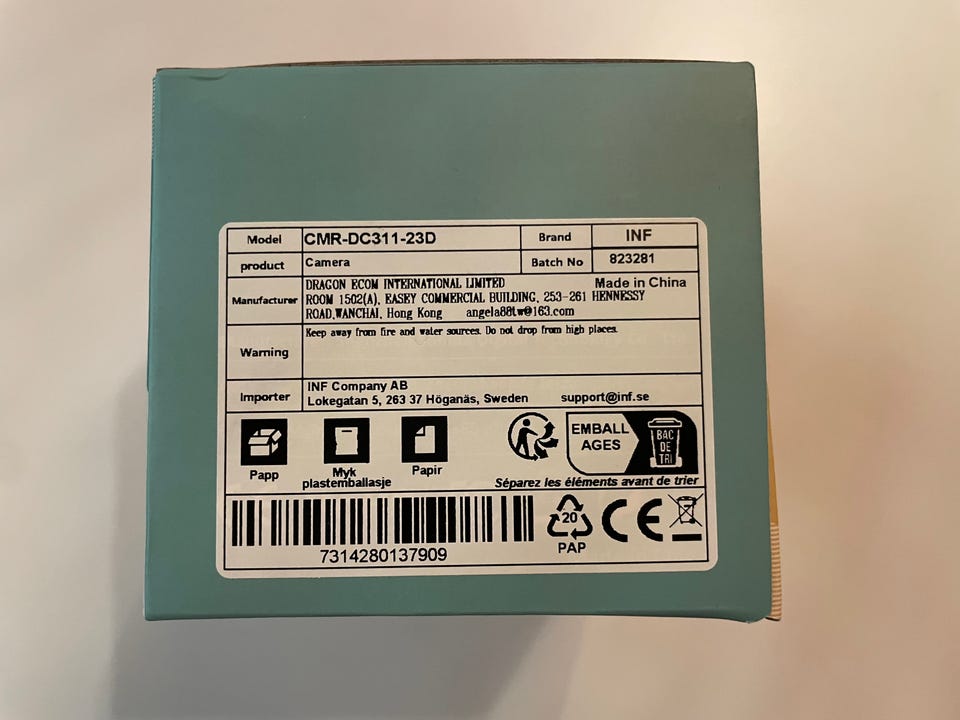 Model CMR-DC311-23D Brand INF
product Camera Batch No 823281
Manufacturer DRAGON ECOM INTERNATIONAL LIMITED Made in China
ROOM 1502(A), EASEY COMMERCIAL BUILDING, 253-261 HENNESSY
ROAD,WANCHAI, Hong Kong angela88tw@163.com
Warning Keep away from fire and water sources. Do not drop from high places.
Importer INF Company AB
Lokegatan 5, 263 37 Höganäs, Sweden support@inf.se
Papp
Myk
plastemballasje
Papir
EMBALL
AGES
BAC
DE
TRI
Séparez les éléments avant de trier
7314280137909
20
PAP
CE